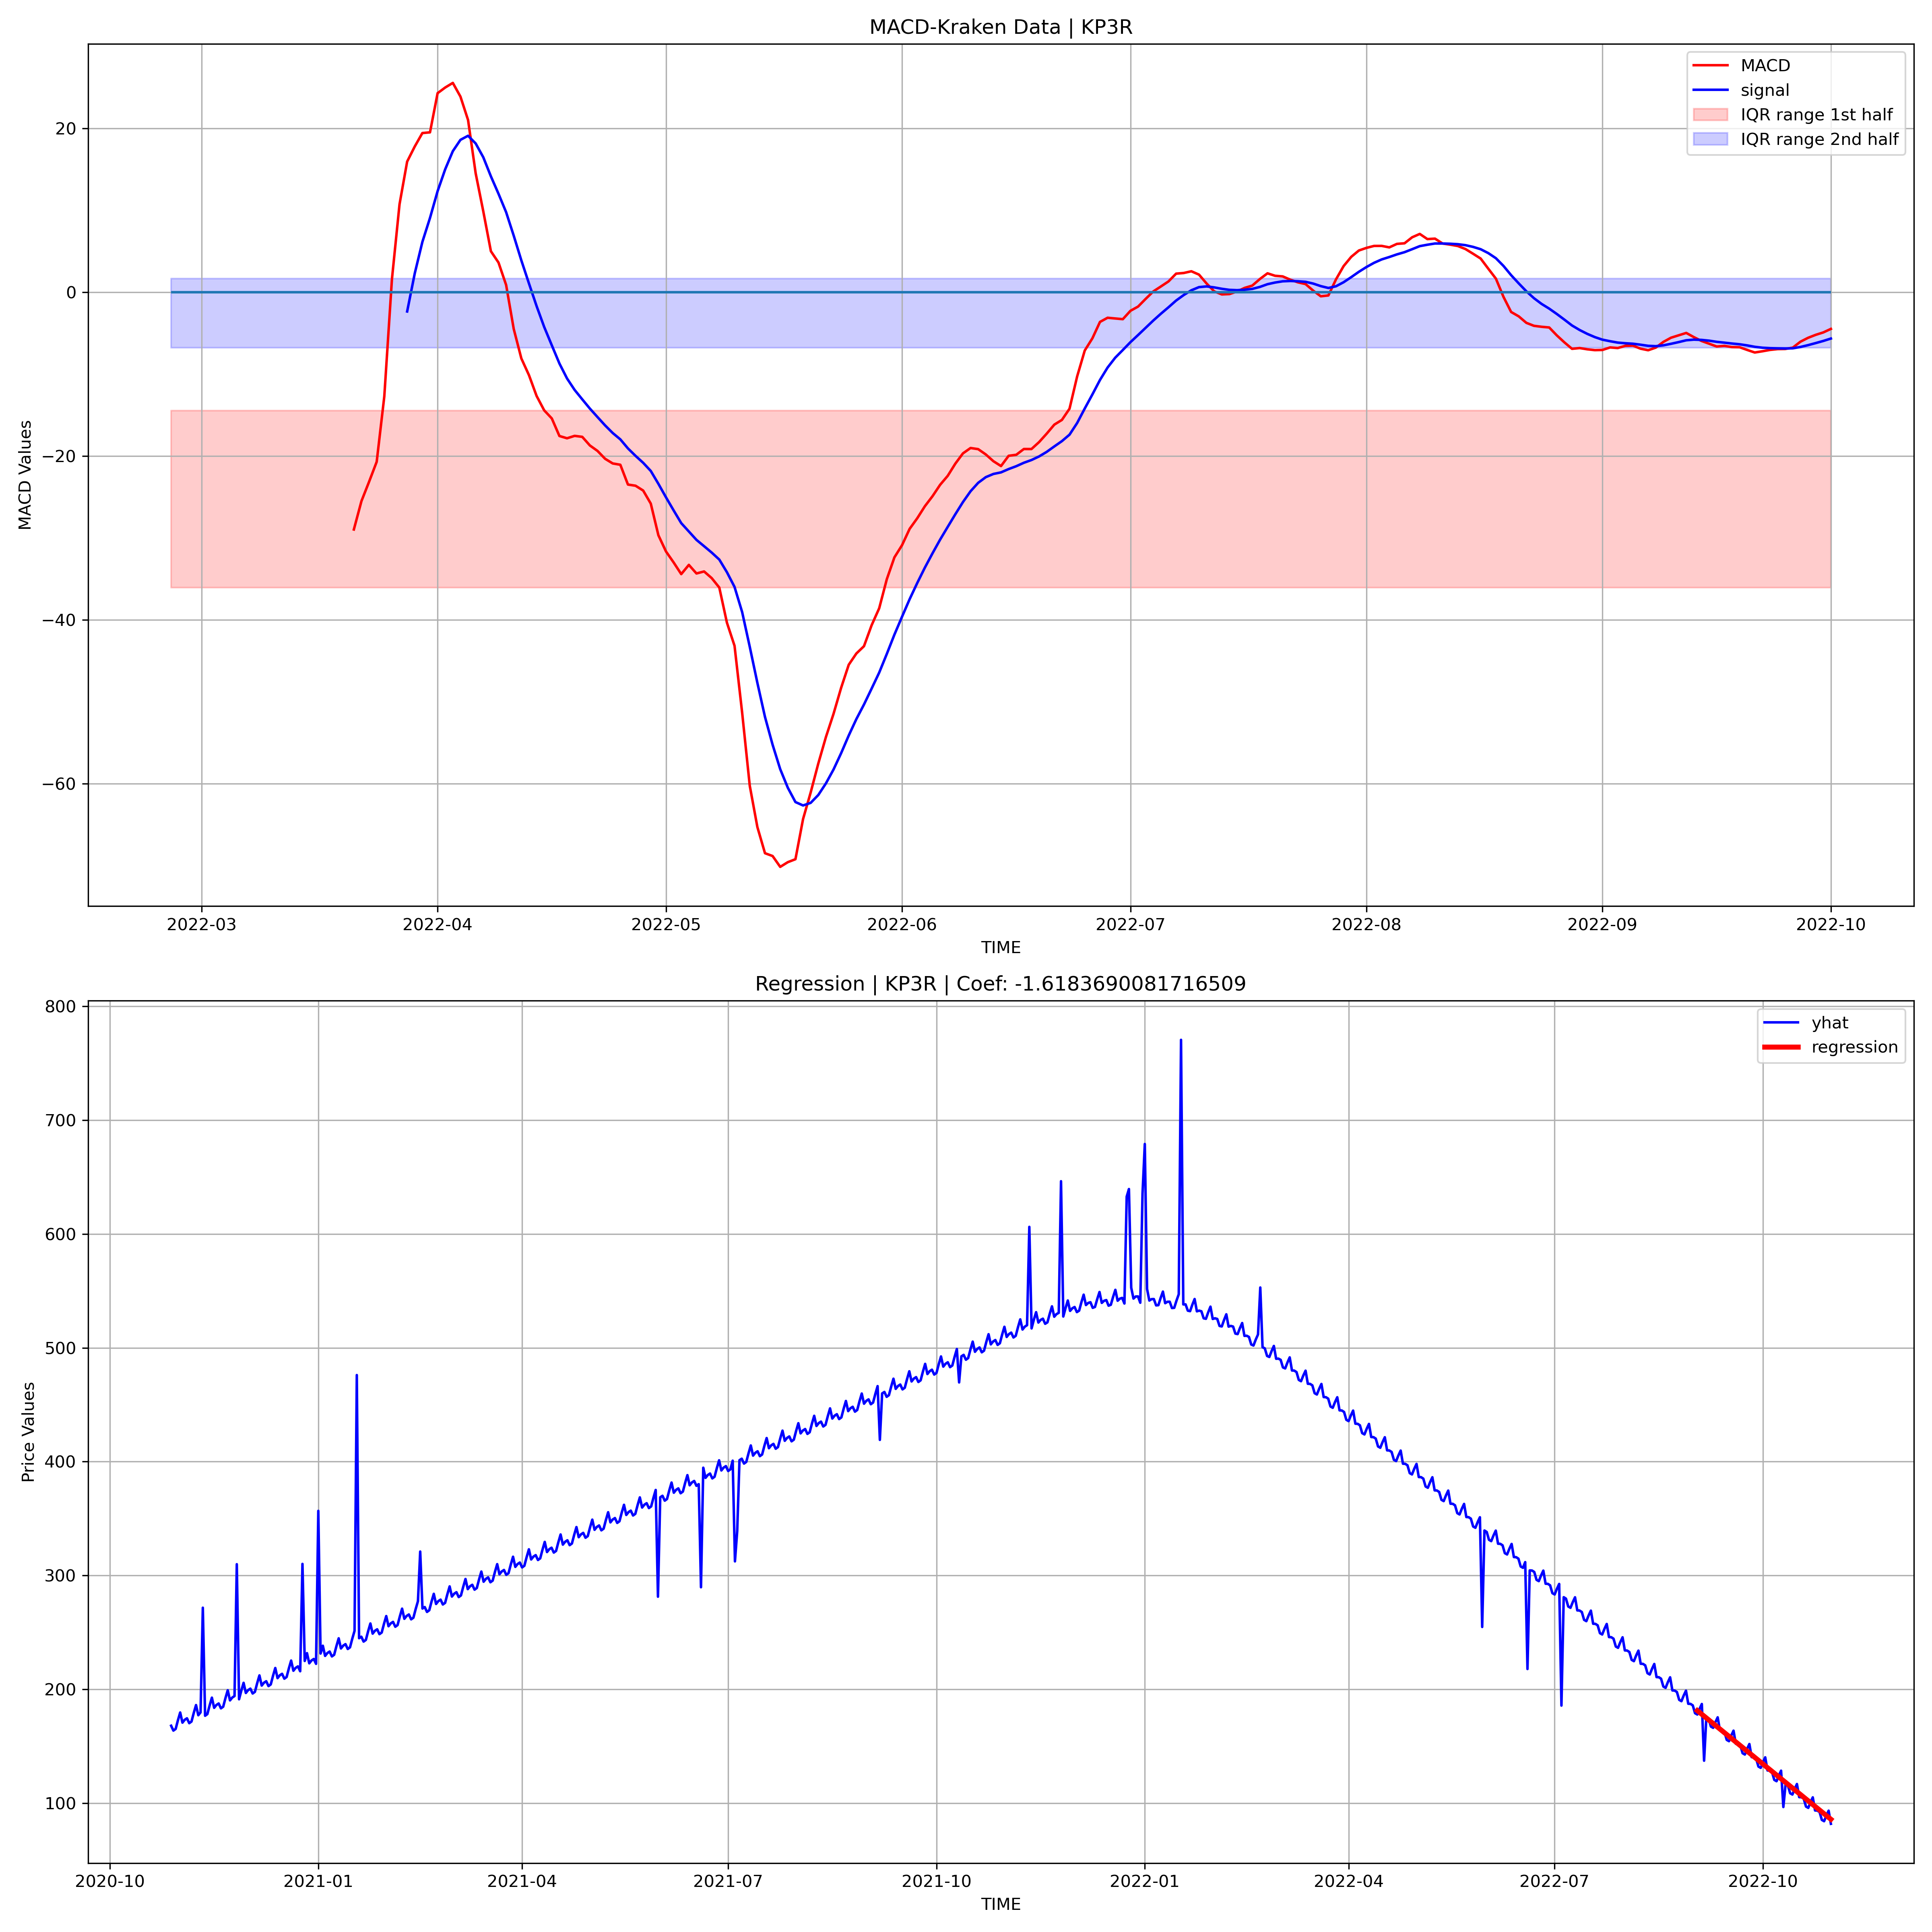 MACD-Kraken Data | KP3R
MACD
signal
IQR range 1st half
IQR range 2nd half
20
0
−20
−40
−60
MACD Values
2022-03 2022-04 2022-05 2022-06 2022-07 2022-08 2022-09 2022-10
TIME
Regression | KP3R | Coef: -1.6183690081716509
yhat
regression
800
700
600
500
400
300
200
100
Price Values
2020-10 2021-01 2021-04 2021-07 2021-10 2022-01 2022-04 2022-07 2022-10
TIME